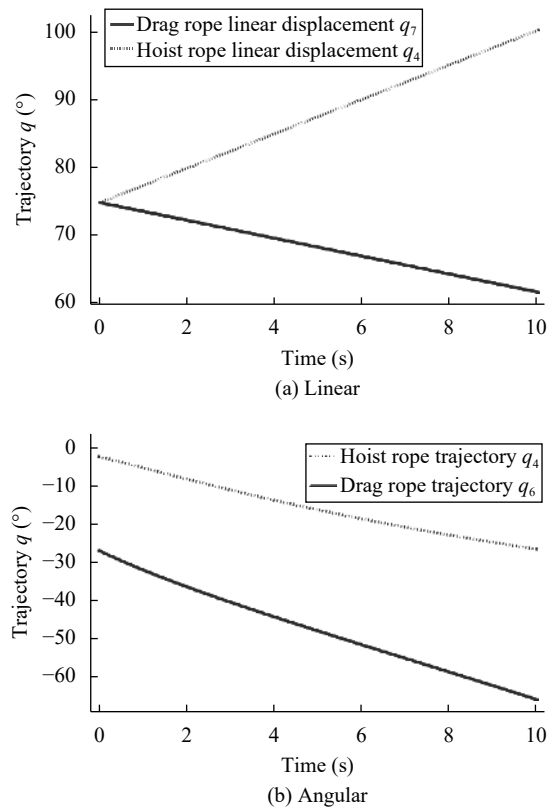 Drag rope linear displacement q₇
Hoist rope linear displacement q₄
100
90
80
70
60
Trajectory q (°)
0 2 4 6 8 10
Time (s)
(a) Linear
0
−10
−20
−30
−40
−50
−60
Trajectory q (°)
Hoist rope trajectory q₄
Drag rope trajectory q₆
0 2 4 6 8 10
Time (s)
(b) Angular